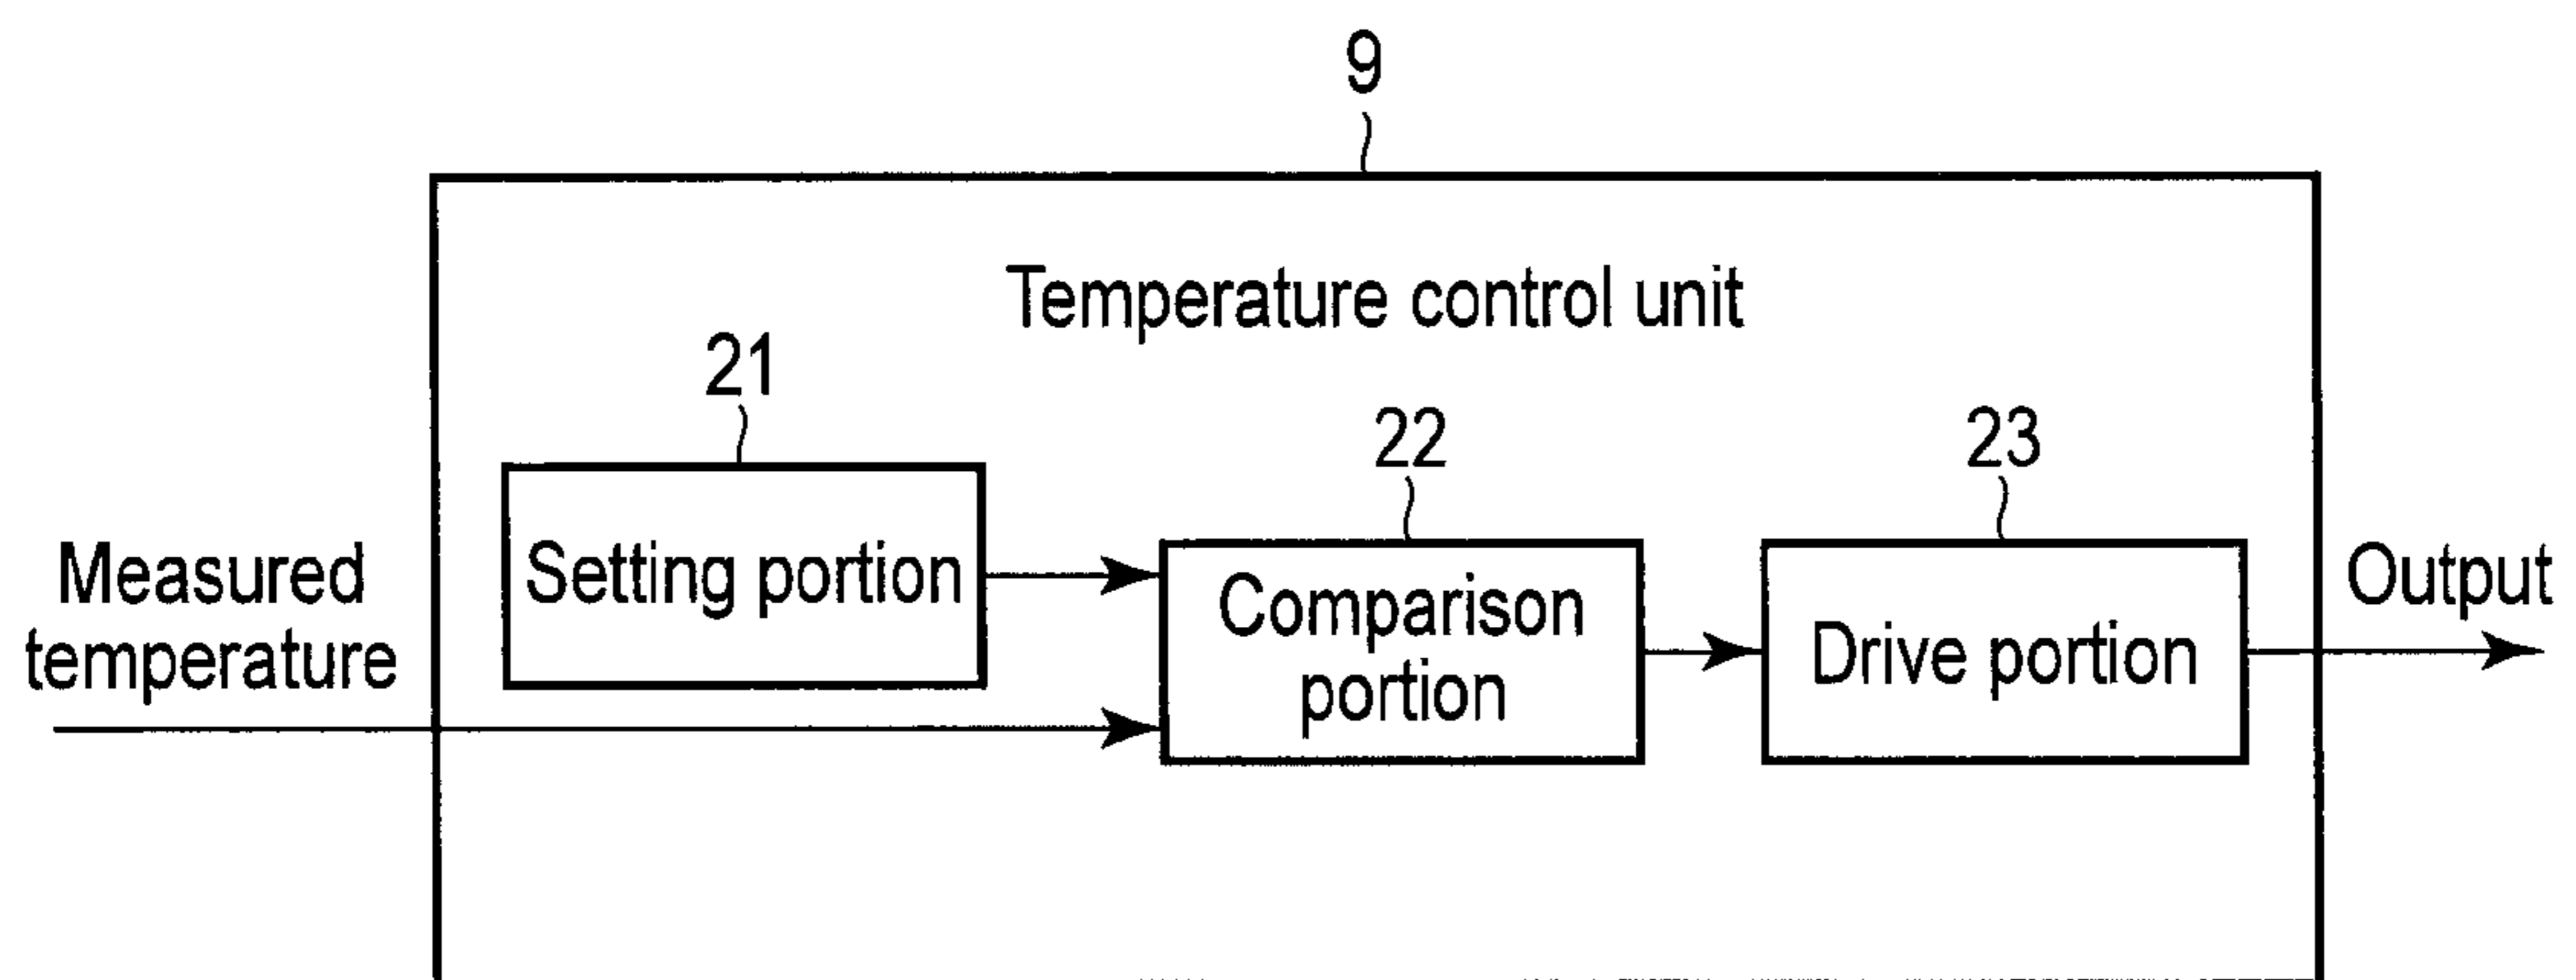 9
Temperature control unit
21
22
23
Measured
temperature
Setting portion
Comparison
portion
Drive portion
Output